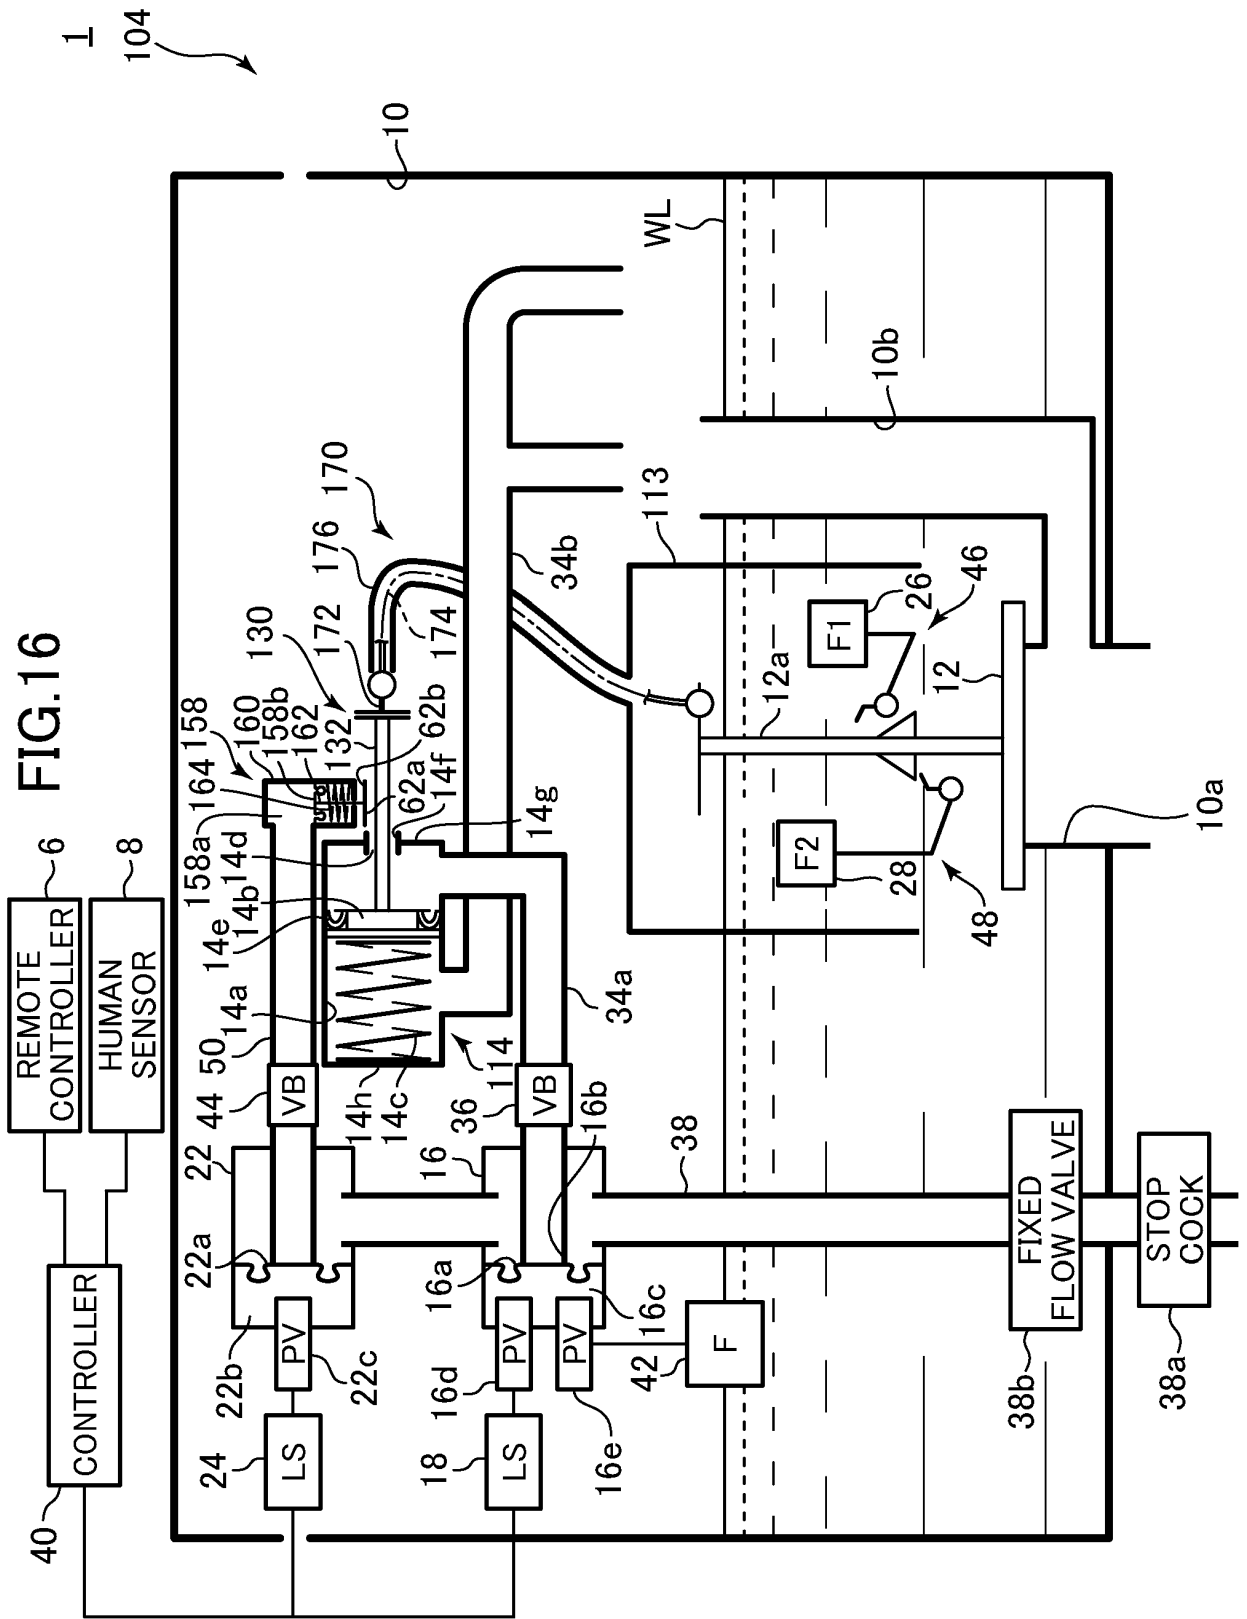 FIG.16
1
104
REMOTE
CONTROLLER
6
HUMAN
SENSOR
8
CONTROLLER
40
10
158
160
158b
162
164
158a
132
130
172
176
170
174
62b
62a
14f
14g
14d
14b
14e
14a
50
44
VB
22
22a
22b
PV
22c
24
LS
14h
14c
114
36
VB
16b
34a
34b
16
16a
16c
PV
16d
PV
16e
18
LS
38
42
F
WL
10b
113
F1
26
46
12a
12
F2
28
48
10a
FIXED
FLOW VALVE
38b
STOP
COCK
38a